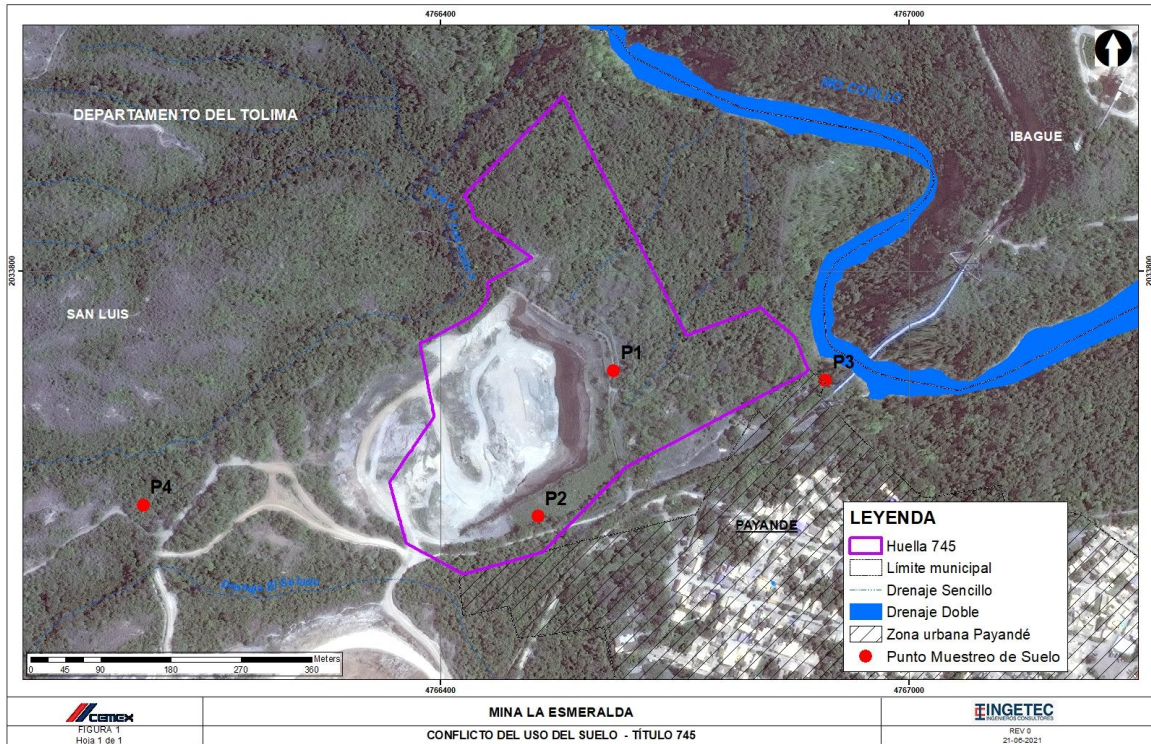 4766400
4767000
DEPARTAMENTO DEL TOLIMA
RIO COELLO
IBAGUE
2033800
2033800
SAN LUIS
P1
P3
P4
P2
PAYANDE
LEYENDA
Huella 745
Límite municipal
Drenaje Sencillo
Drenaje Doble
Zona urbana Payandé
Punto Muestreo de Suelo
Meters
0 45 90 180 270 360
4766400
4767000
CEMEX
FIGURA 1
Hoja 1 de 1
MINA LA ESMERALDA
CONFLICTO DEL USO DEL SUELO - TÍTULO 745
INGETEC
INGENIEROS CONSULTORES
REV 0
21-06-2021